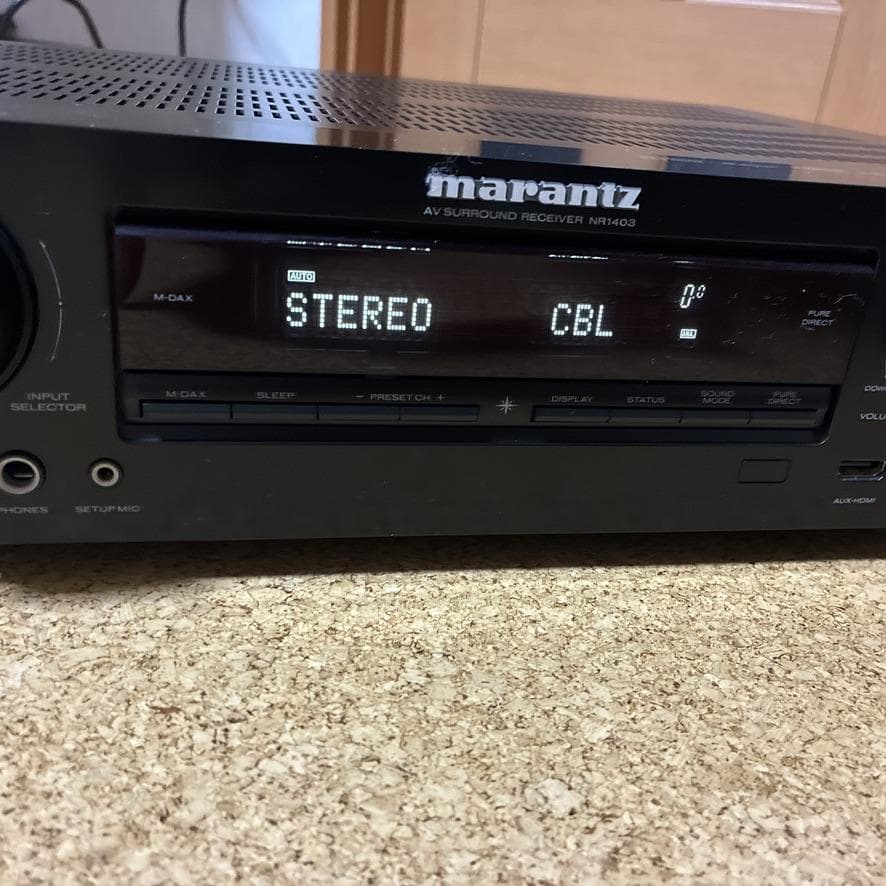 marantz
AV SURROUND RECEIVER NR1403
AUTO
M-DAX
STEREO
CBL
PURE
DIRECT
INPUT
SELECTOR
M-DAX
SLEEP
− PRESET CH +
DISPLAY
STATUS
SOUND
MODE
PURE
DIRECT
SETUP MIC
AUX-HDMI